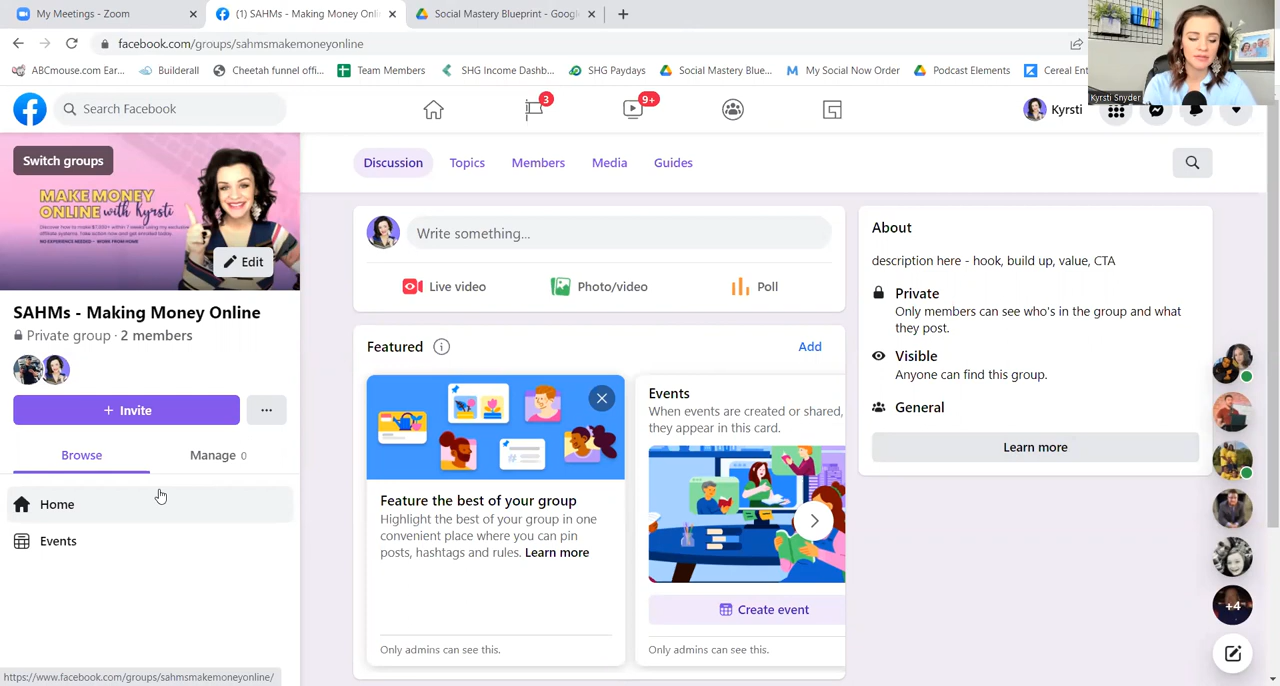 My Meetings - Zoom
(1) SAHMs - Making Money Onli
Social Mastery Blueprint - Googl
facebook.com/groups/sahmsmakemoneyonline
ABCmouse.com Ear...
Builderall
Cheetah funnel offi...
Team Members
SHG Income Dashb...
SHG Paydays
Social Mastery Blue...
My Social Now Order
Podcast Elements
Cereal Ent
Kyrsti Snyder
Search Facebook
3
9+
Kyrsti
Switch groups
Discussion
Topics
Members
Media
Guides
MAKE MONEY
ONLINE with Kyrsti
NO EXPERIENCE NEEDED - WORK FROM HOME
Edit
Write something...
Live video
Photo/video
Poll
About
description here - hook, build up, value, CTA
Private
Only members can see who's in the group and what
they post.
Visible
Anyone can find this group.
General
Learn more
SAHMs - Making Money Online
Private group · 2 members
+ Invite
...
Browse
Manage 0
Home
Events
Featured
Add
Feature the best of your group
Highlight the best of your group in one
convenient place where you can pin
posts, hashtags and rules. Learn more
Only admins can see this.
Events
When events are created or shared,
they appear in this card.
Create event
Only admins can see this.
+4
https://www.facebook.com/groups/sahmsmakemoneyonline/